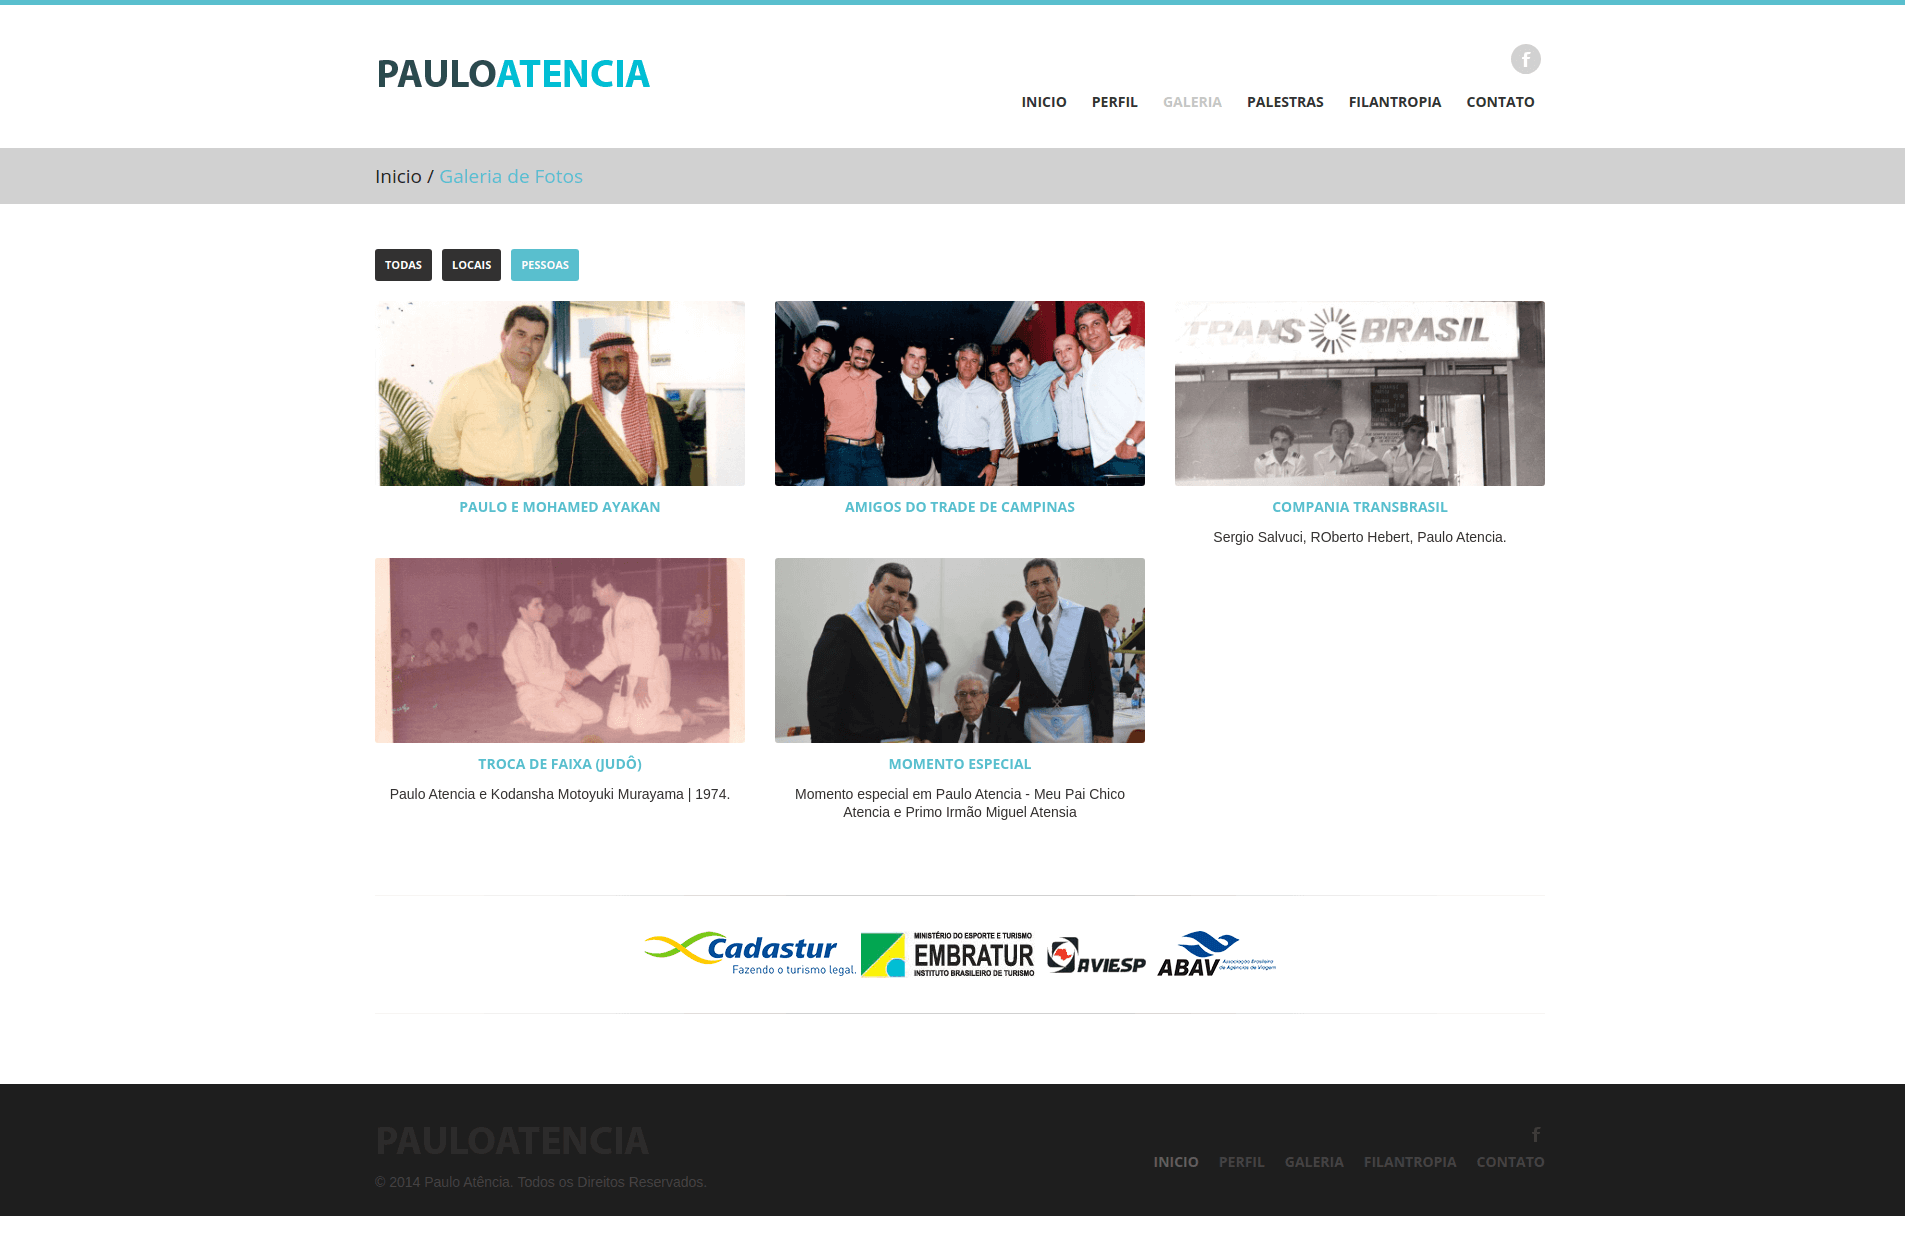 PAULOATENCIA
INICIO PERFIL GALERIA PALESTRAS FILANTROPIA CONTATO
Inicio / Galeria de Fotos
TODAS LOCAIS PESSOAS
TRANS BRASIL
PAULO E MOHAMED AYAKAN
AMIGOS DO TRADE DE CAMPINAS
COMPANIA TRANSBRASIL
Sergio Salvuci, ROberto Hebert, Paulo Atencia.
TROCA DE FAIXA (JUDÔ)
Paulo Atencia e Kodansha Motoyuki Murayama | 1974.
MOMENTO ESPECIAL
Momento especial em Paulo Atencia - Meu Pai Chico
Atencia e Primo Irmão Miguel Atensia
Cadastur
Fazendo o turismo legal.
MINISTÉRIO DO ESPORTE E TURISMO
EMBRATUR
INSTITUTO BRASILEIRO DE TURISMO
AVIESP
ABAV
Associação Brasileira
de Agências de Viagem
PAULOATENCIA
INICIO PERFIL GALERIA FILANTROPIA CONTATO
© 2014 Paulo Atência. Todos os Direitos Reservados.